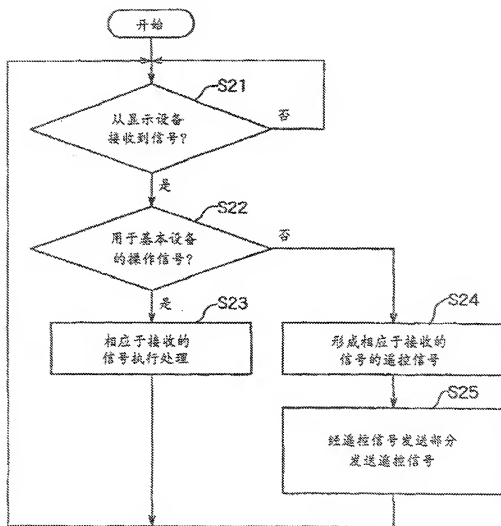 开始
S21
从显示设备
接收到信号?
否
是
S22
用于基本设备
的操作信号?
否
是
S23
相应于接收的
信号执行处理
S24
形成相应于接收的
信号的遥控信号
S25
经遥控信号发送部分
发送遥控信号